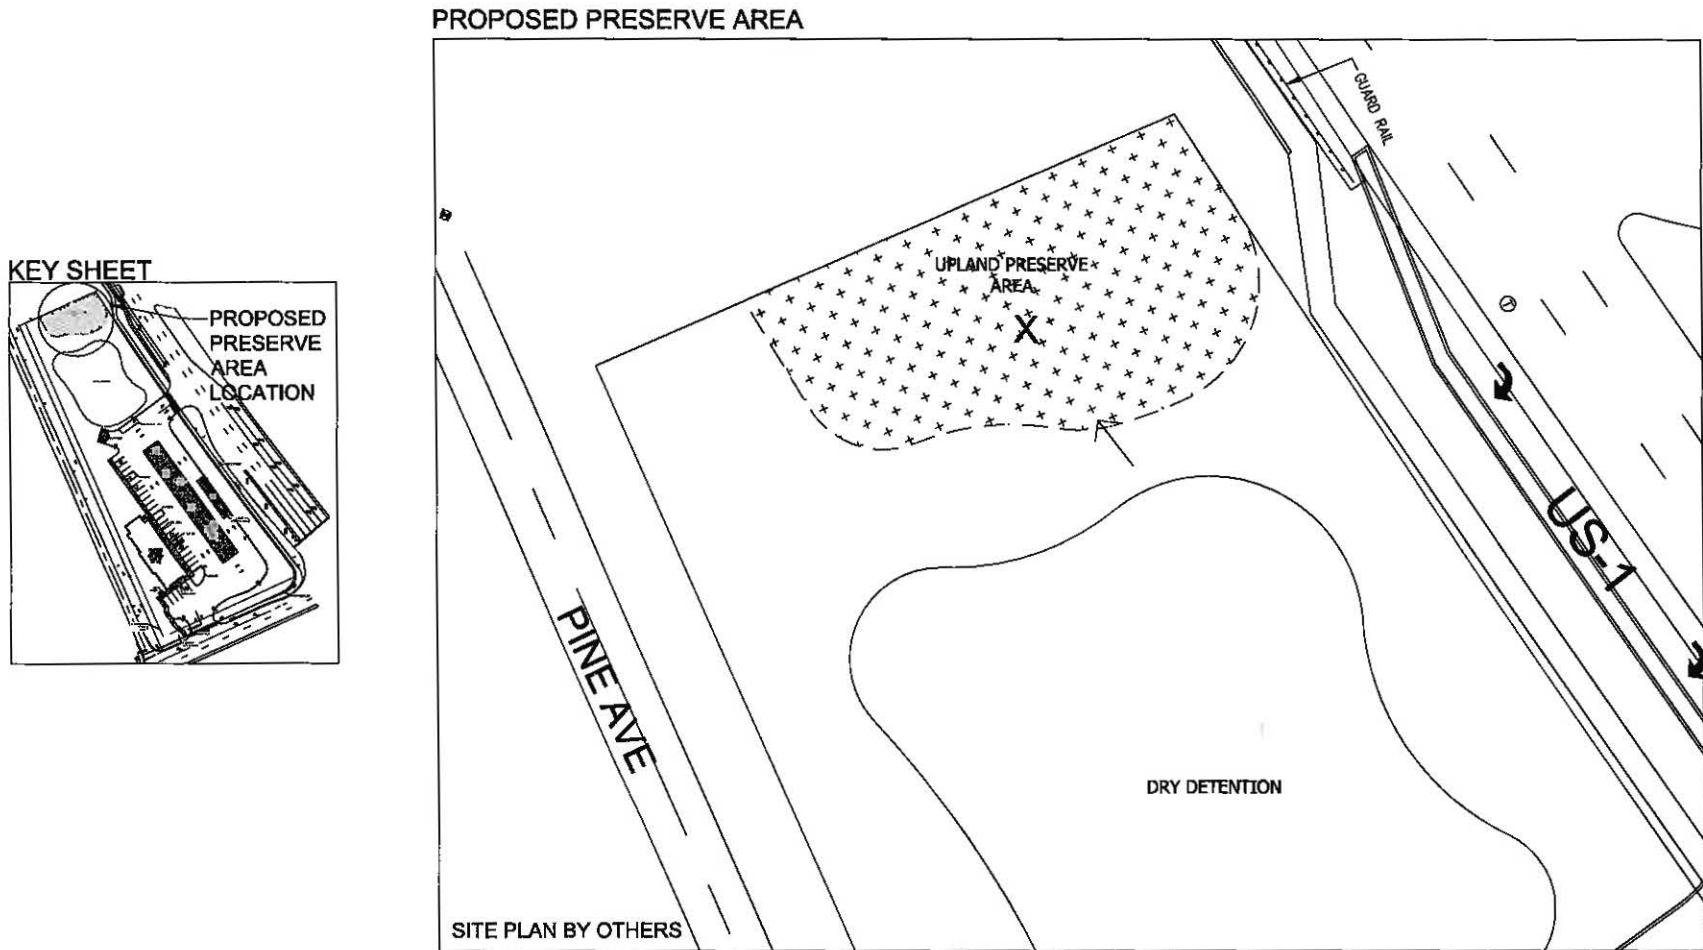 PROPOSED PRESERVE AREA
GUARD RAIL
UPLAND PRESERVE
AREA
X
KEY SHEET
PROPOSED
PRESERVE
AREA
LOCATION
T
US-1
PINE AVE
DRY DETENTION
SITE PLAN BY OTHERS